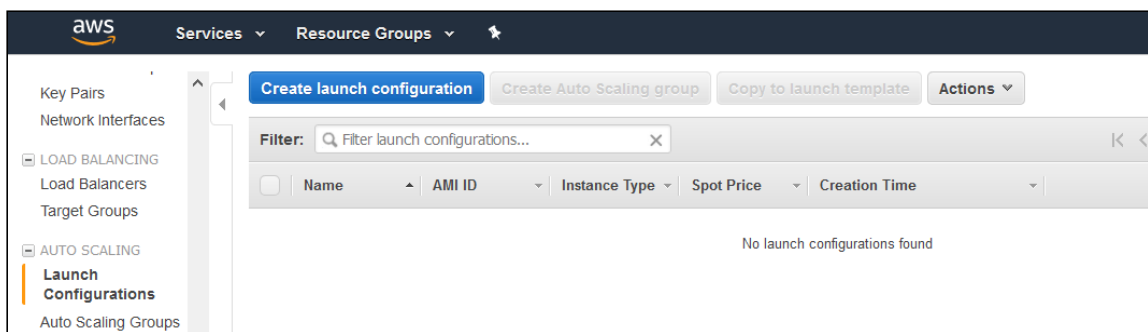 aws Services Resource Groups
Key Pairs
Network Interfaces
LOAD BALANCING
Load Balancers
Target Groups
AUTO SCALING
Launch
Configurations
Auto Scaling Groups
Create launch configuration Create Auto Scaling group Copy to launch template Actions
Filter: Filter launch configurations...
Name AMI ID Instance Type Spot Price Creation Time
No launch configurations found